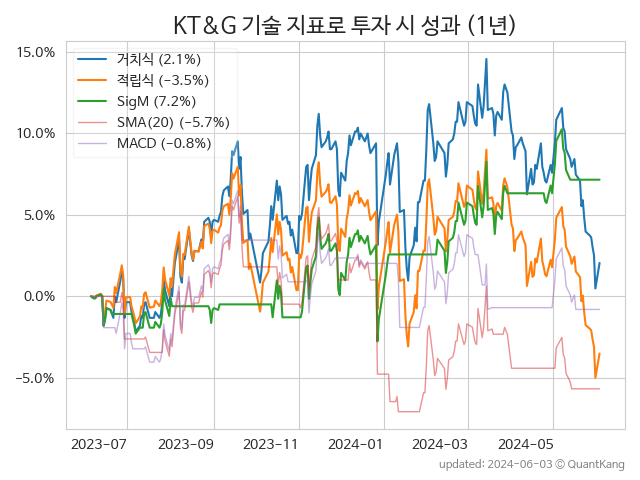 KT&G 기술 지표로 투자 시 성과 (1년)
15.0%
10.0%
5.0%
0.0%
−5.0%
거치식 (2.1%)
적립식 (−3.5%)
SigM (7.2%)
SMA(20) (−5.7%)
MACD (−0.8%)
2023-07
2023-09
2023-11
2024-01
2024-03
2024-05
updated: 2024-06-03 ⓒ QuantKang